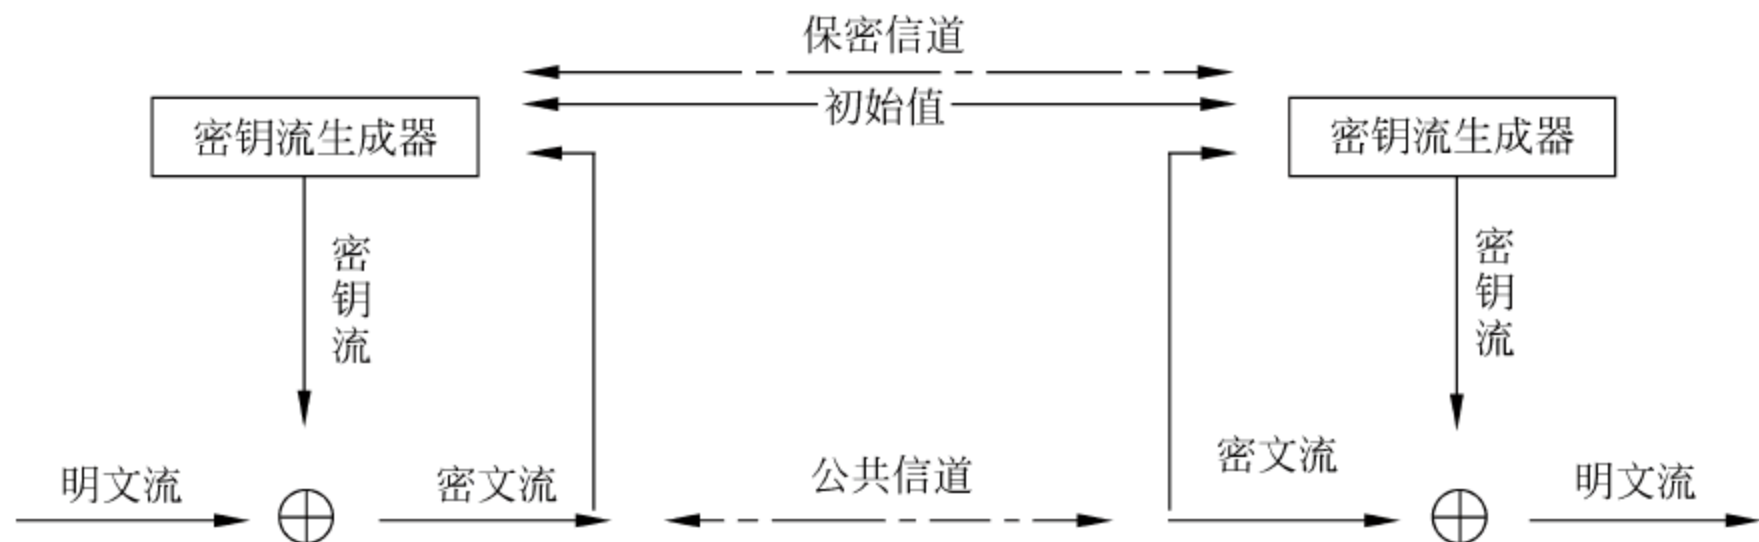 保密信道
初始值
密钥流生成器
密钥流生成器
密钥流
密钥流
明文流
密文流
公共信道
密文流
明文流